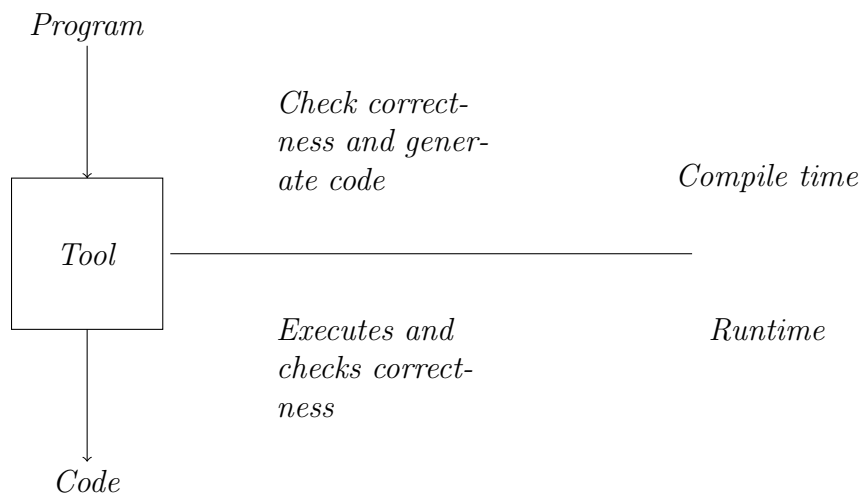 Program
Check correct-
ness and gener-
ate code
Compile time
Tool
Executes and
checks correct-
ness
Runtime
Code